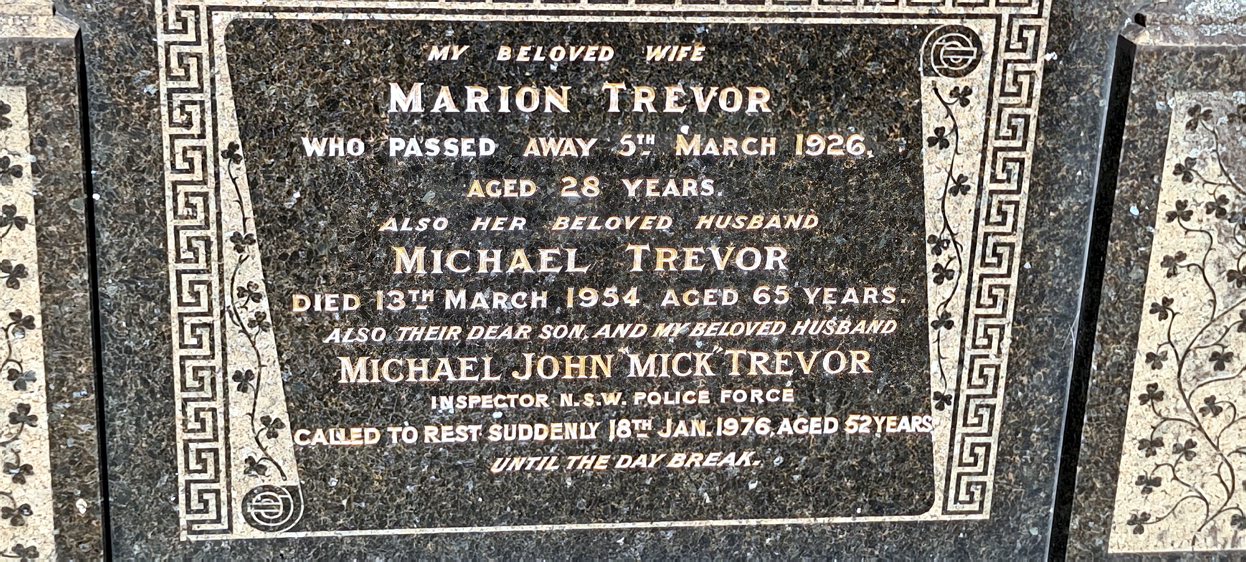 MY BELOVED WIFE
MARION TREVOR
WHO PASSED AWAY 5TH MARCH 1926,
AGED 28 YEARS.
ALSO HER BELOVED HUSBAND
MICHAEL TREVOR
DIED 13TH MARCH 1954 AGED 65 YEARS.
ALSO THEIR DEAR SON, AND MY BELOVED HUSBAND
MICHAEL JOHN "MICK" TREVOR
INSPECTOR N.S.W. POLICE FORCE
CALLED TO REST SUDDENLY 18TH JAN. 1976, AGED 52 YEARS
UNTIL THE DAY BREAK.